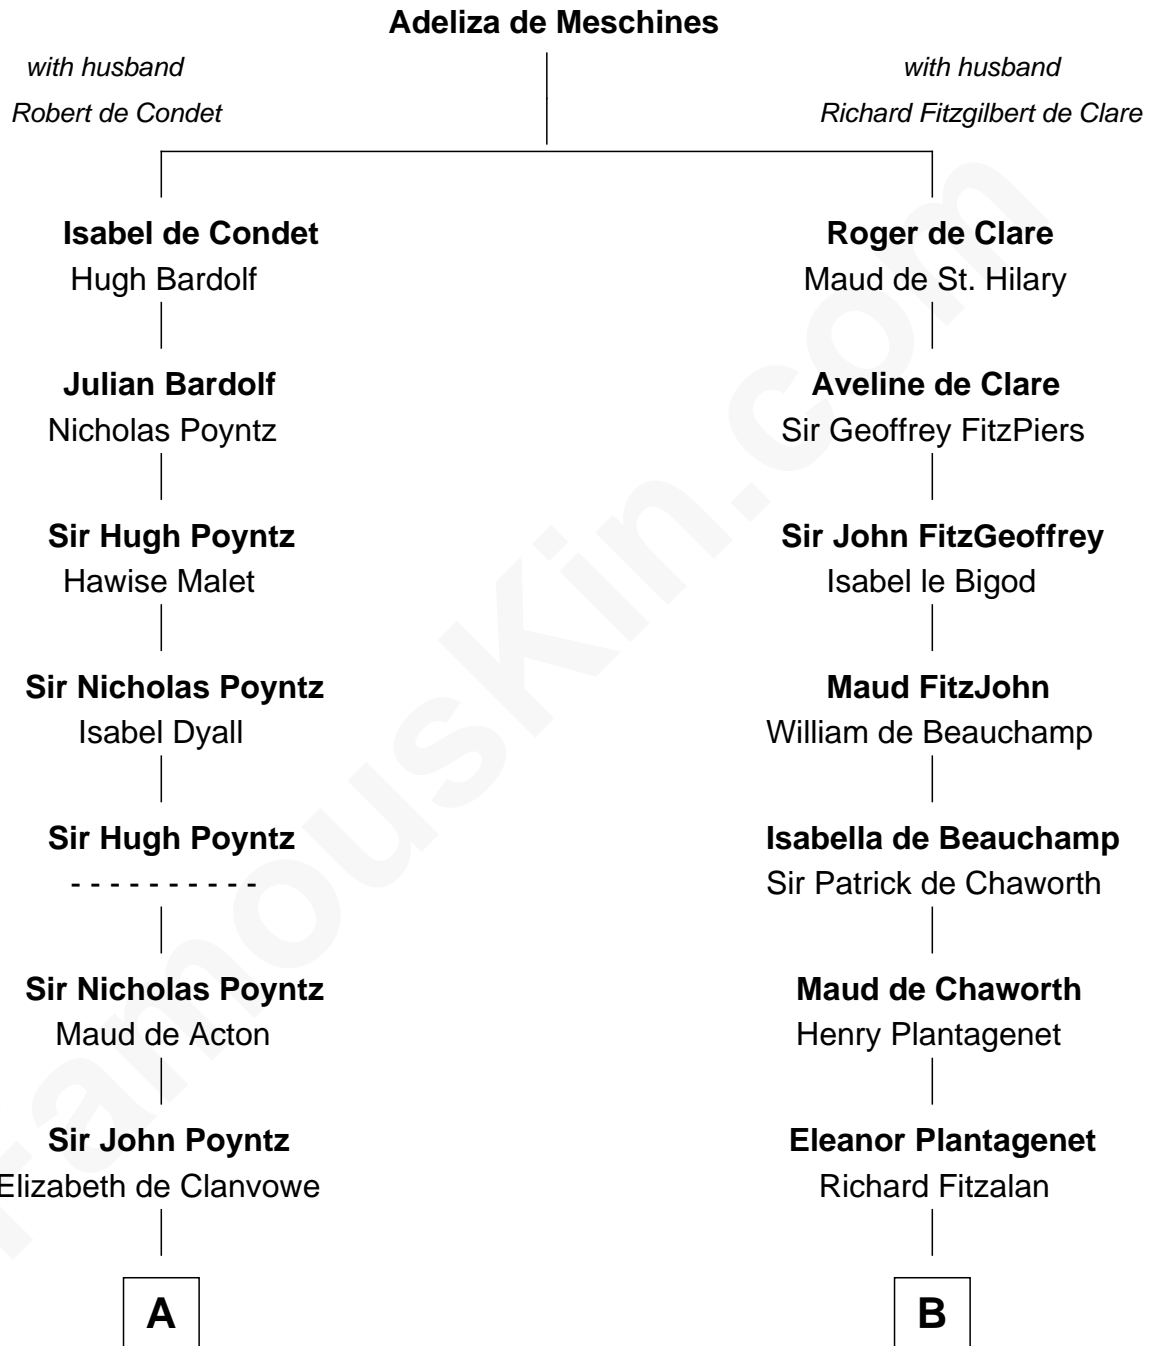 Adeliza de Meschines
with husband
Robert de Condet
with husband
Richard Fitzgilbert de Clare
Isabel de Condet
Hugh Bardolf
Roger de Clare
Maud de St. Hilary
Julian Bardolf
Nicholas Poyntz
Aveline de Clare
Sir Geoffrey FitzPiers
Sir Hugh Poyntz
Hawise Malet
Sir John FitzGeoffrey
Isabel le Bigod
Sir Nicholas Poyntz
Isabel Dyall
Maud FitzJohn
William de Beauchamp
Sir Hugh Poyntz
- - - - - - - - - -
Isabella de Beauchamp
Sir Patrick de Chaworth
Sir Nicholas Poyntz
Maud de Acton
Maud de Chaworth
Henry Plantagenet
Sir John Poyntz
Elizabeth de Clanvowe
Eleanor Plantagenet
Richard Fitzalan
A
B
FamousKin.com